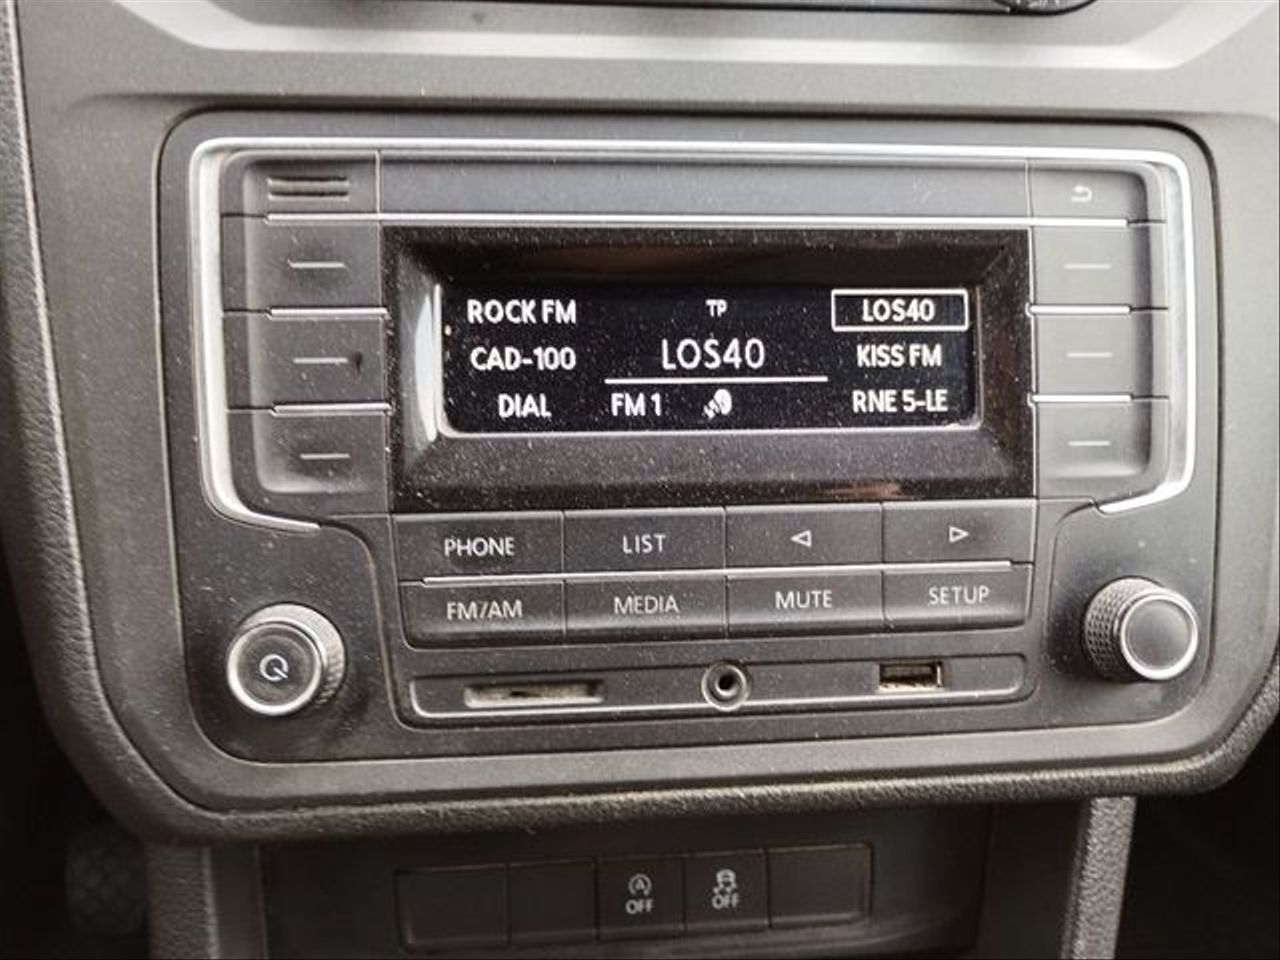 ROCK FM TP LOS40
CAD-100 LOS40 KISS FM
DIAL FM 1 RNE 5-LE
PHONE LIST
FM/AM MEDIA MUTE SETUP
A
OFF OFF